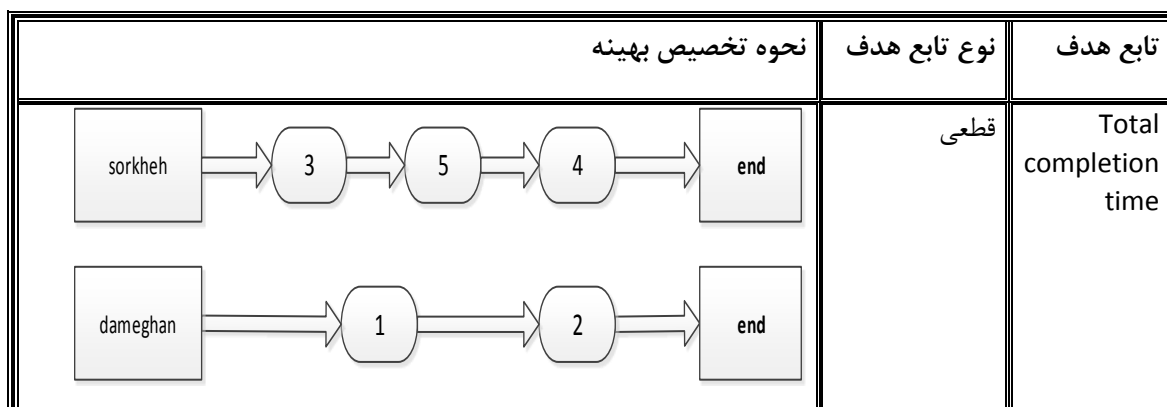 تابع هدف
نوع تابع هدف
نحوه تخصیص بهینه
Total
completion
time
قطعی
sorkheh 3 5 4 end
dameghan 1 2 end